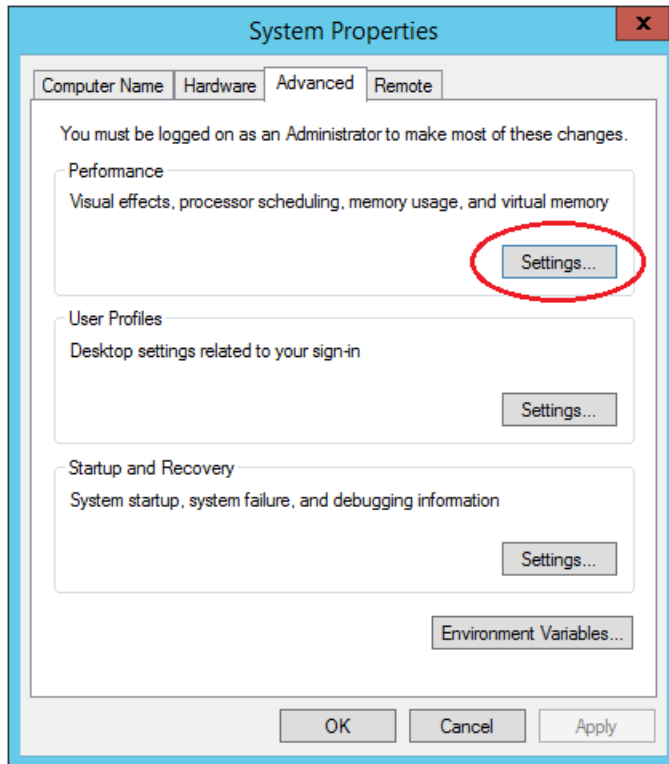 System Properties
x
Computer Name Hardware Advanced Remote
You must be logged on as an Administrator to make most of these changes.
Performance
Visual effects, processor scheduling, memory usage, and virtual memory
Settings...
User Profiles
Desktop settings related to your sign-in
Settings...
Startup and Recovery
System startup, system failure, and debugging information
Settings...
Environment Variables...
OK Cancel Apply